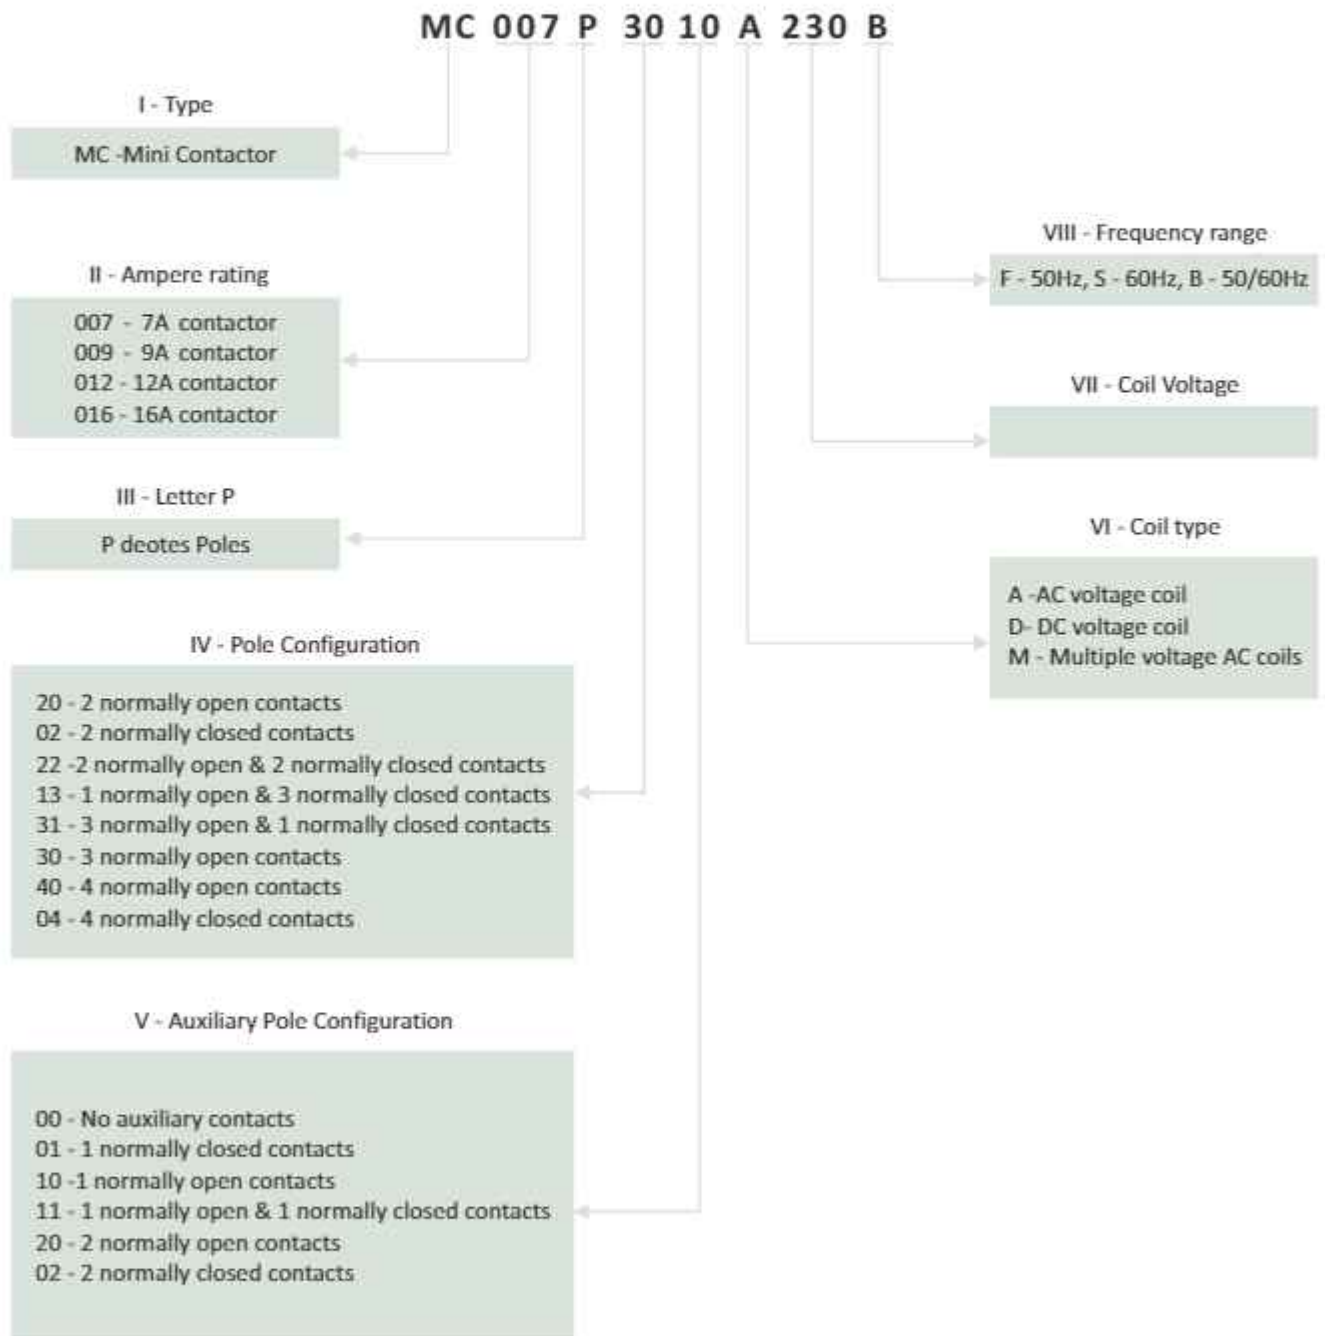 MC 007 P 30 10 A 230 B
I - Type
MC -Mini Contactor
II - Ampere rating
007 - 7A contactor
009 - 9A contactor
012 - 12A contactor
016 - 16A contactor
III - Letter P
P deotes Poles
IV - Pole Configuration
20 - 2 normally open contacts
02 - 2 normally closed contacts
22 -2 normally open & 2 normally closed contacts
13 - 1 normally open & 3 normally closed contacts
31 - 3 normally open & 1 normally closed contacts
30 - 3 normally open contacts
40 - 4 normally open contacts
04 - 4 normally closed contacts
V - Auxiliary Pole Configuration
00 - No auxiliary contacts
01 - 1 normally closed contacts
10 -1 normally open contacts
11 - 1 normally open & 1 normally closed contacts
20 - 2 normally open contacts
02 - 2 normally closed contacts
VIII - Frequency range
F - 50Hz, S - 60Hz, B - 50/60Hz
VII - Coil Voltage
VI - Coil type
A -AC voltage coil
D- DC voltage coil
M - Multiple voltage AC coils